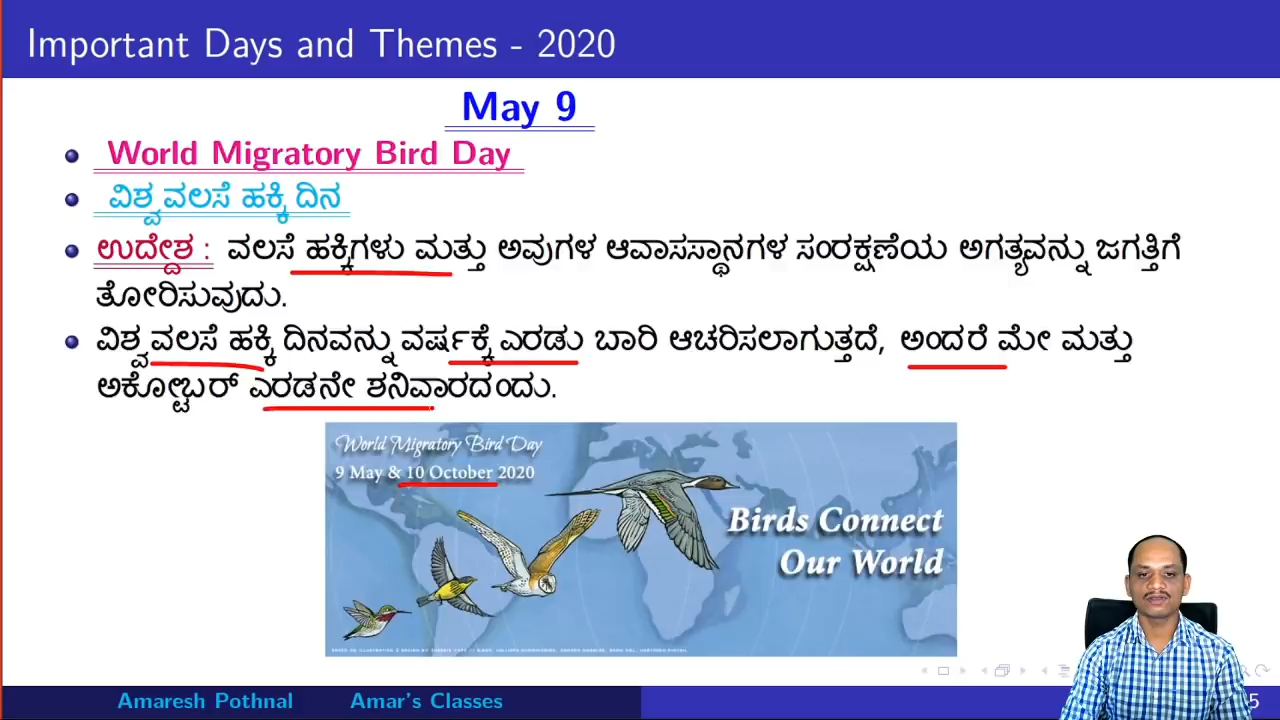 Important Days and Themes - 2020
May 9
World Migratory Bird Day
ವಿಶ್ವ ವಲಸೆ ಹಕ್ಕಿ ದಿನ
ಉದ್ದೇಶ : ವಲಸೆ ಹಕ್ಕಿಗಳು ಮತ್ತು ಅವುಗಳ ಆವಾಸಸ್ಥಾನಗಳ ಸಂರಕ್ಷಣೆಯ ಅಗತ್ಯವನ್ನು ಜಗತ್ತಿಗೆ
ತೋರಿಸುವುದು.
ವಿಶ್ವ ವಲಸೆ ಹಕ್ಕಿ ದಿನವನ್ನು ವರ್ಷಕ್ಕೆ ಎರಡು ಬಾರಿ ಆಚರಿಸಲಾಗುತ್ತದೆ, ಅಂದರೆ ಮೇ ಮತ್ತು
ಅಕೋಬ್ಟರ್ ಎರಡನೇ ಶನಿವಾರದಂದು.
World Migratory Bird Day
9 May & 10 October 2020
Birds Connect
Our World
Amaresh Pothnal Amar's Classes 5